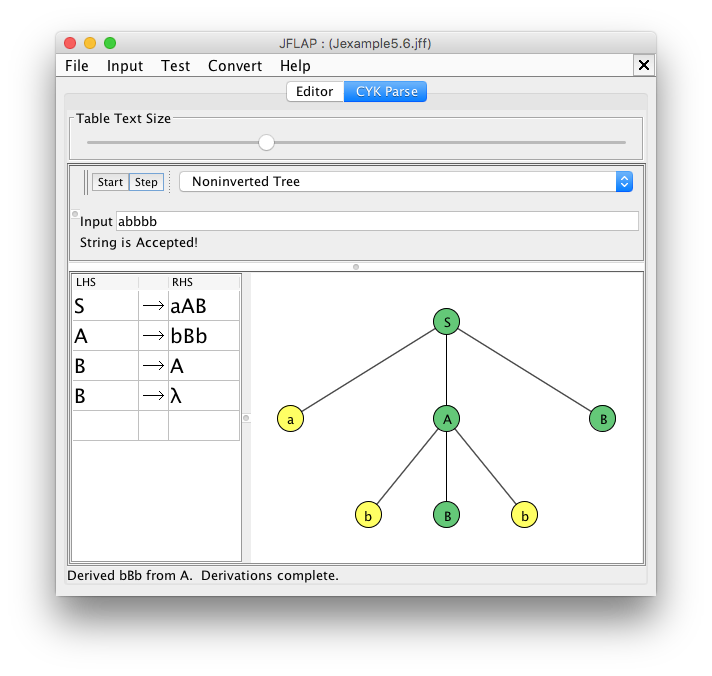 JFLAP : (Jexample5.6.jff)
File Input Test Convert Help
Editor CYK Parse
Table Text Size
Start Step Noninverted Tree
Input abbbb
String is Accepted!
LHS RHS
S → aAB
A → bBb
B → A
B → λ
S
a A B
b B b
Derived bBb from A. Derivations complete.